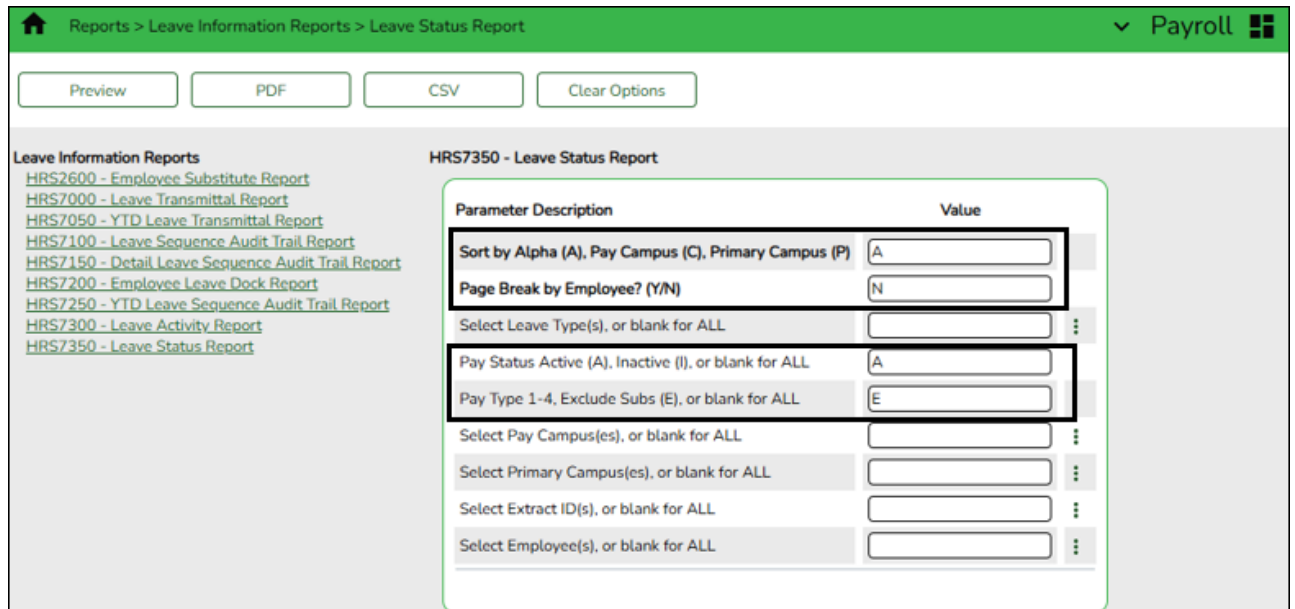 Reports > Leave Information Reports > Leave Status Report
Payroll
Preview PDF CSV Clear Options
Leave Information Reports
HRS2600 - Employee Substitute Report
HRS7000 - Leave Transmittal Report
HRS7050 - YTD Leave Transmittal Report
HRS7100 - Leave Sequence Audit Trail Report
HRS7150 - Detail Leave Sequence Audit Trail Report
HRS7200 - Employee Leave Dock Report
HRS7250 - YTD Leave Sequence Audit Trail Report
HRS7300 - Leave Activity Report
HRS7350 - Leave Status Report
HRS7350 - Leave Status Report
Parameter Description Value
Sort by Alpha (A), Pay Campus (C), Primary Campus (P) A
Page Break by Employee? (Y/N) N
Select Leave Type(s), or blank for ALL
Pay Status Active (A), Inactive (I), or blank for ALL A
Pay Type 1-4, Exclude Subs (E), or blank for ALL E
Select Pay Campus(es), or blank for ALL
Select Primary Campus(es), or blank for ALL
Select Extract ID(s), or blank for ALL
Select Employee(s), or blank for ALL